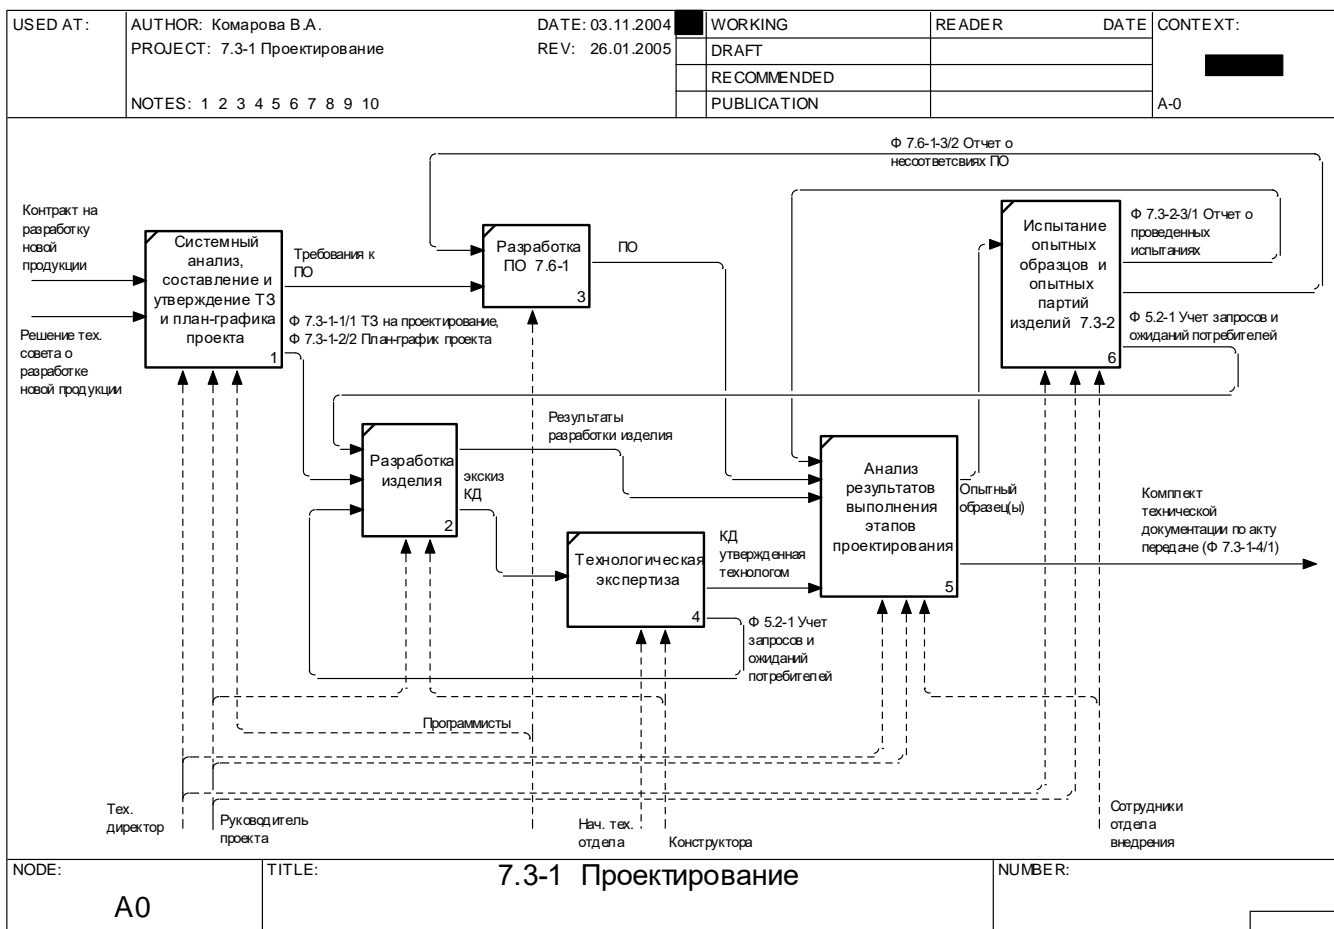 USED AT:
AUTHOR: Комарова В.А.
DATE: 03.11.2004
PROJECT: 7.3-1 Проектирование
REV: 26.01.2005
NOTES: 1 2 3 4 5 6 7 8 9 10
WORKING
DRAFT
RECOMMENDED
PUBLICATION
READER
DATE
CONTEXT:
A-0
Ф 7.6-1-3/2 Отчет о
несоответсвиях ПО
Контракт на
разработку
новой
продукции
Системный
анализ,
составление и
утверждение ТЗ
и план-графика
проекта
1
Требования к
ПО
Разработка
ПО 7.6-1
3
ПО
Испытание
опытных
образцов и
опытных
партий
изделий 7.3-2
6
Ф 7.3-2-3/1 Отчет о
проведенных
испытаниях
Решение тех.
совета о
разработке
новой продукции
Ф 7.3-1-1/1 ТЗ на проектирование,
Ф 7.3-1-2/2 План-график проекта
Ф 5.2-1 Учет запросов и
ожиданий потребителей
Результаты
разработки изделия
Разработка
изделия
2
экскиз
КД
Анализ
результатов
выполнения
этапов
проектирования
5
Опытный
образец(ы)
Комплект
технической
документации по акту
передаче (Ф 7.3-1-4/1)
Технологическая
экспертиза
4
КД
утвержденная
технологом
Ф 5.2-1 Учет
запросов и
ожиданий
потребителей
Программисты
Тех.
директор
Руководитель
проекта
Нач. тех.
отдела
Конструктора
Сотрудники
отдела
внедрения
NODE:
A0
TITLE:
7.3-1 Проектирование
NUMBER: